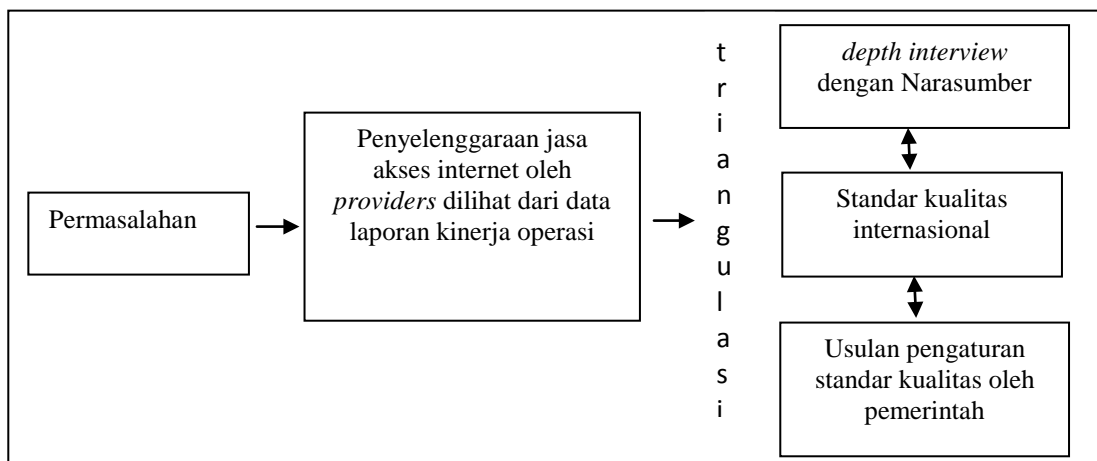 Permasalahan
Penyelenggaraan jasa
akses internet oleh
providers dilihat dari data
laporan kinerja operasi
t
r
i
a
n
g
u
l
a
s
i
depth interview
dengan Narasumber
Standar kualitas
internasional
Usulan pengaturan
standar kualitas oleh
pemerintah